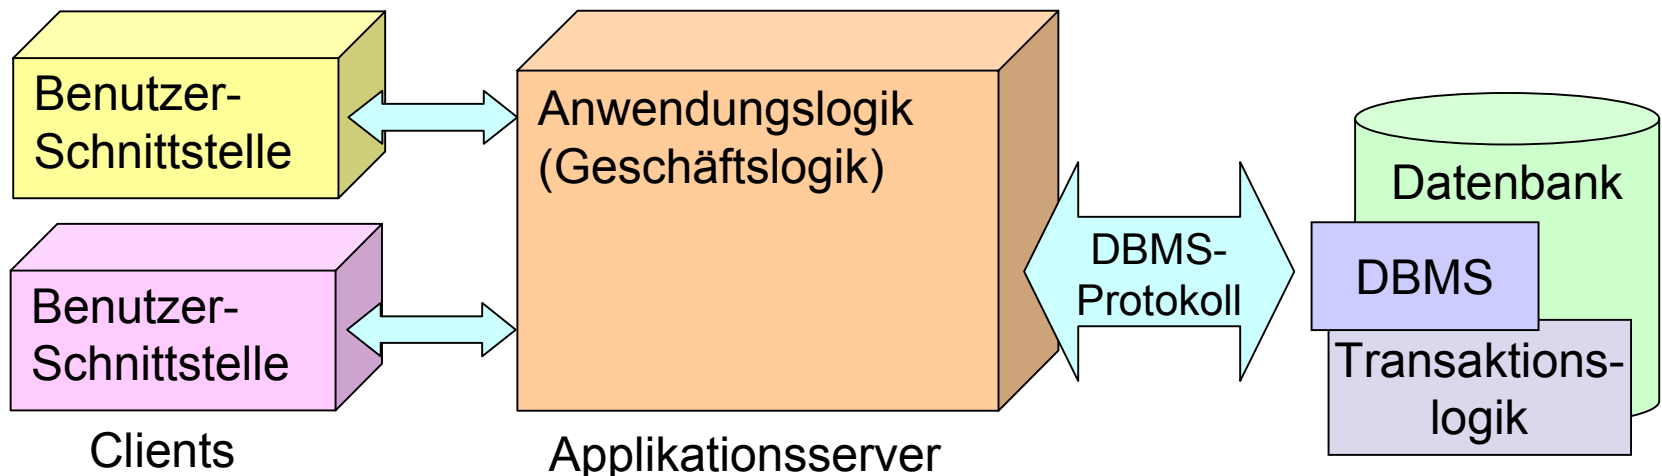 Benutzer-
Schnittstelle
Benutzer-
Schnittstelle
Clients
Anwendungslogik
(Geschäftslogik)
Applikationsserver
DBMS-
Protokoll
Datenbank
DBMS
Transaktions-
logik